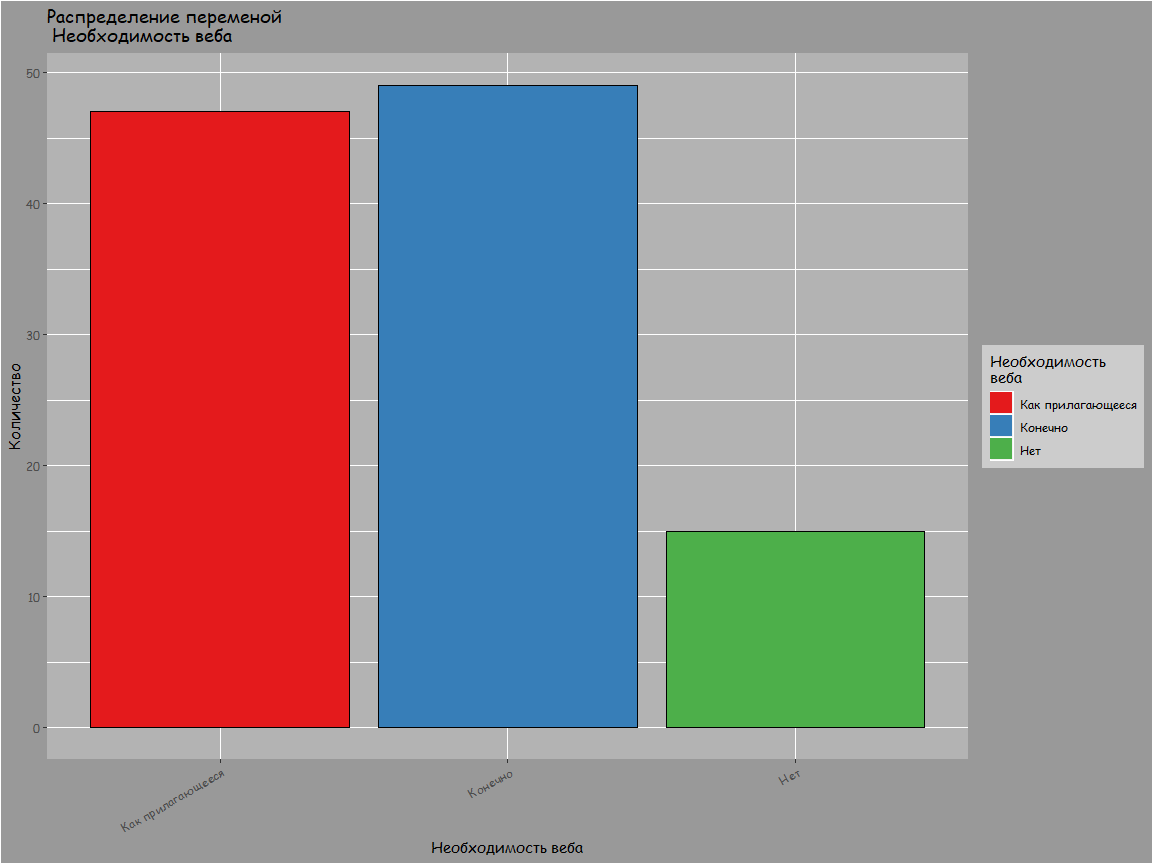 Распределение переменой
Необходимость веба
Количество
50
40
30
20
10
0
Как прилагающееся
Конечно
Нет
Необходимость веба
Необходимость
веба
Как прилагающееся
Конечно
Нет